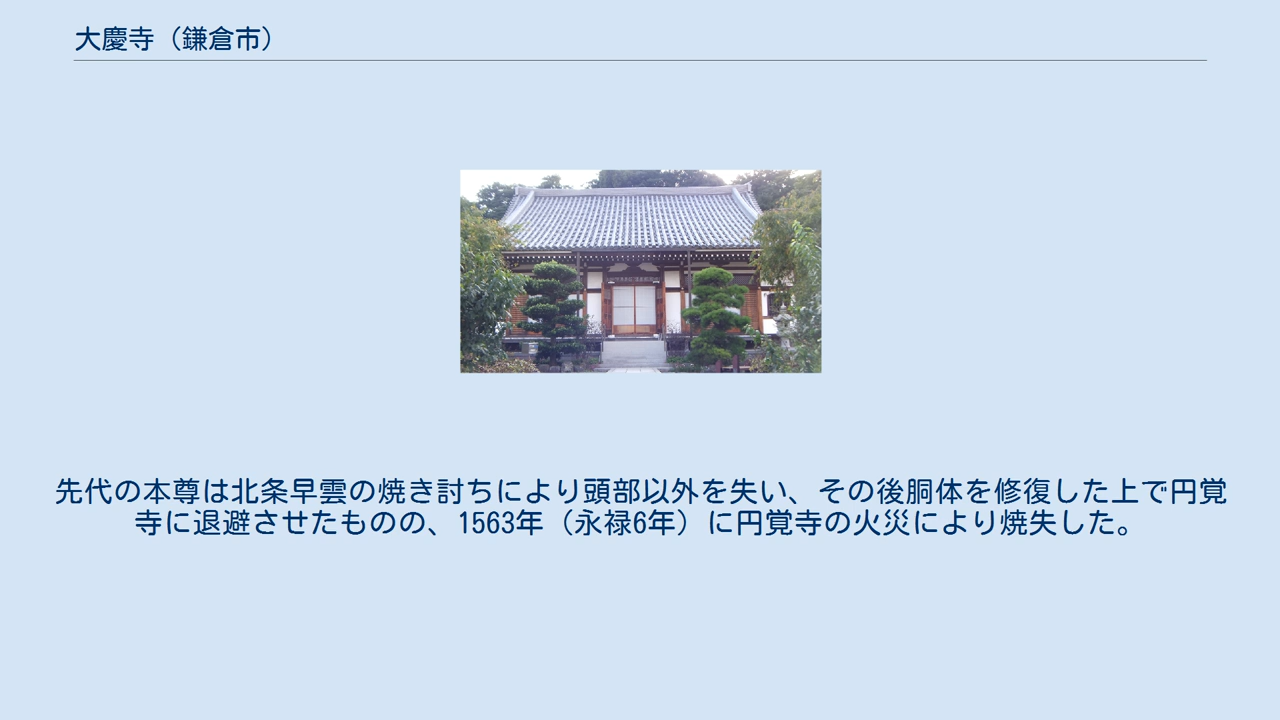 大慶寺（鎌倉市）
先代の本尊は北条早雲の焼き討ちにより頭部以外を失い、その後胴体を修復した上で円覚
寺に退避させたものの、1563年（永禄6年）に円覚寺の火災により焼失した。